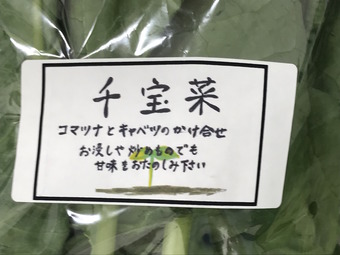 千宝菜
コマツナとキャベツのかけ合せ
お浸しや炒めものでも
甘味をおたのしみ下さい